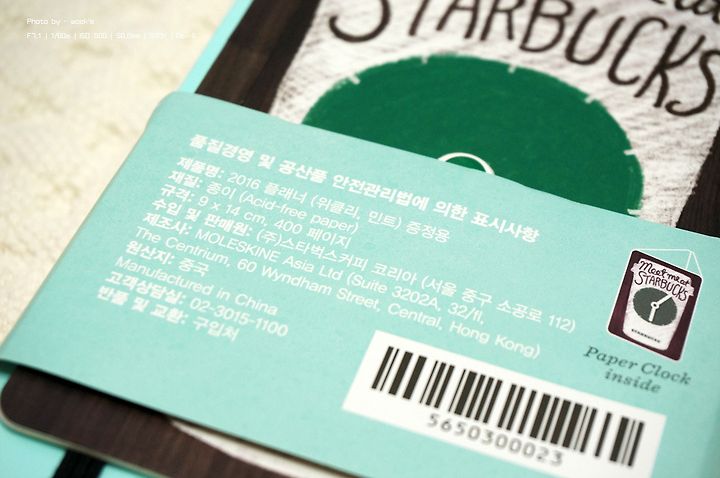 Photo by - wook's
STARBUCKS
품질경영 및 공산품 안전관리법에 의한 표시사항
제품명: 2016 플래너 (위클리, 민트) 증정용
재질: 종이 (Acid-free paper)
규격: 9 x 14 cm, 400 페이지
수입 및 판매원: (주)스타벅스커피 코리아 (서울 중구 소공로 112)
제조사: MOLESKINE Asia Ltd (Suite 3202A, 32/fl,
The Centrium, 60 Wyndham Street, Central, Hong Kong)
원산지: 중국
Manufactured in China
고객상담실: 02-3015-1100
반품 및 교환: 구입처
Meet me at
STARBUCKS
STARBUCKS
Paper Clock
inside
5650300023